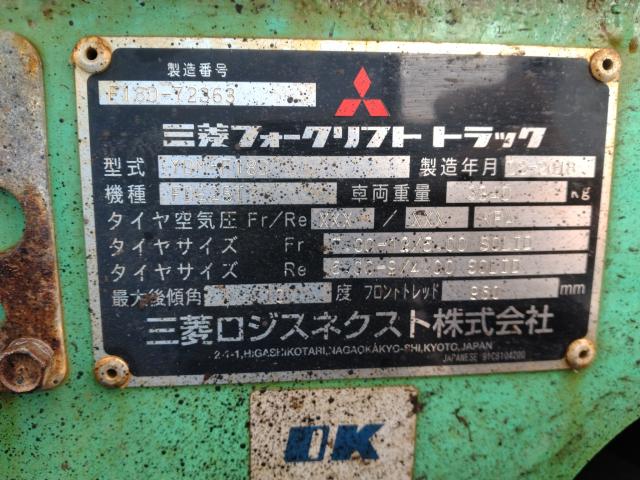 製造番号
F18D-72363
三菱フォークリフト トラック
型式 製造年月
機種 車両重量 kg
タイヤ空気圧 Fr/Re XXX / XXX
タイヤサイズ Fr SOLID
タイヤサイズ Re SOLID
最大後傾角 度 フロントトレッド mm
三菱ロジスネクスト株式会社
2-1-1,HIGASHIKOTARI,NAGAOKAKYO-SHI,KYOTO,JAPAN
JAPANESE 91C8104200